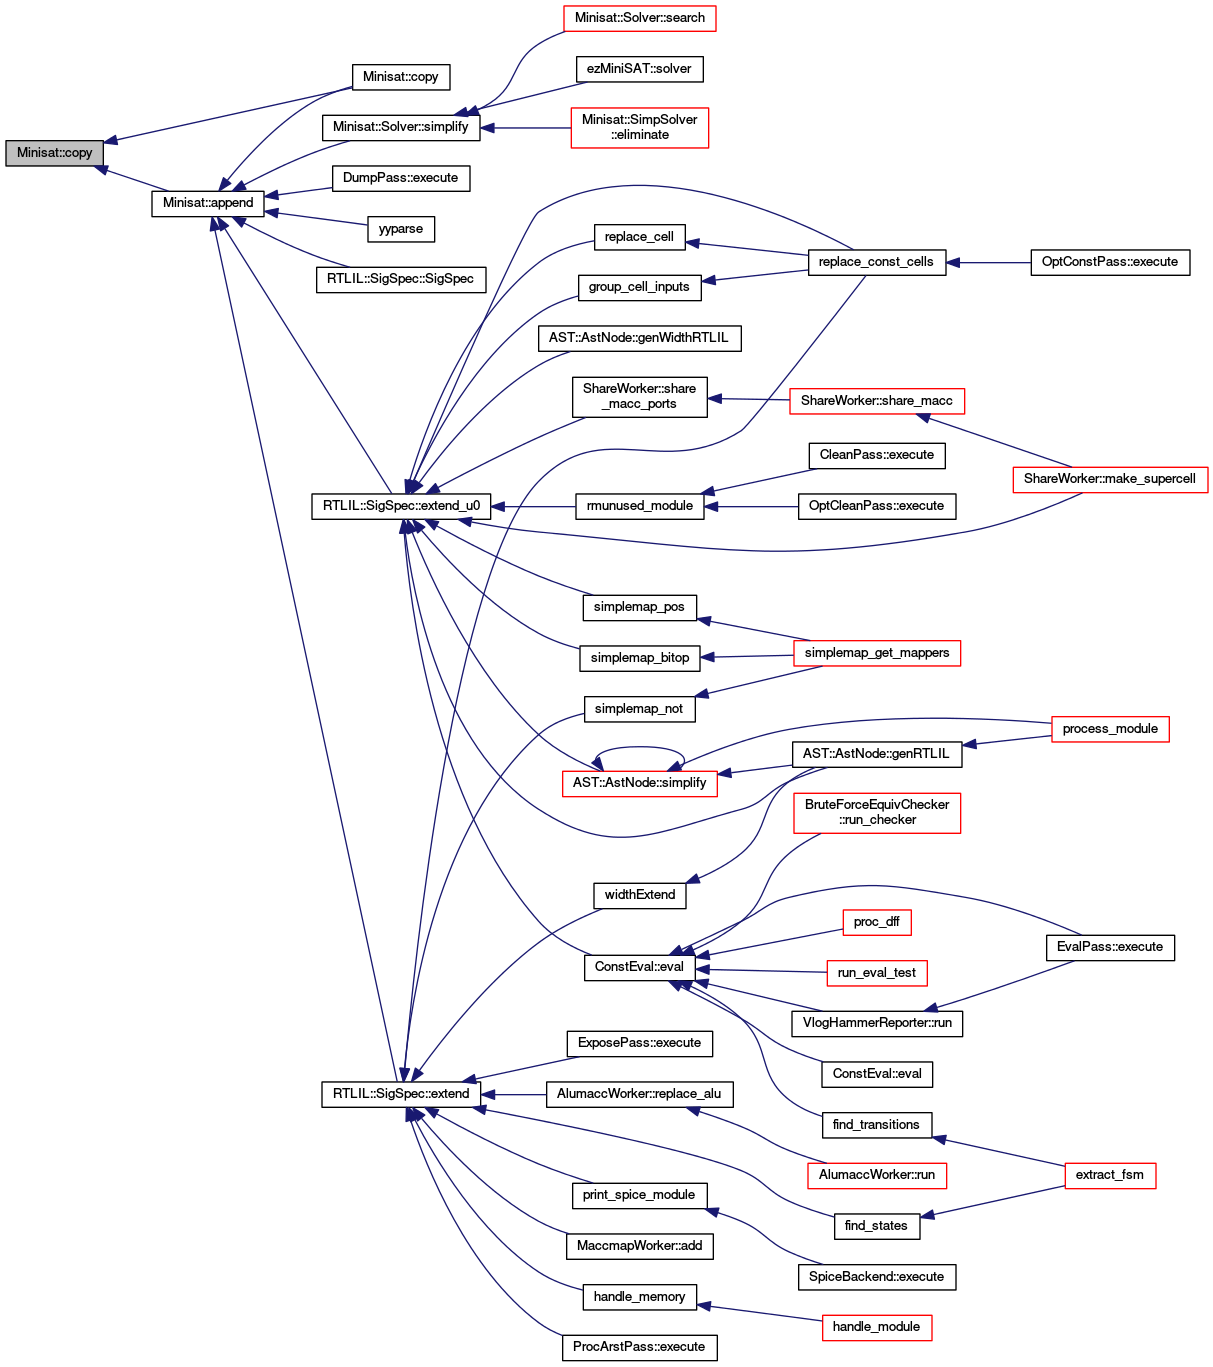 Minisat::Solver::search
ezMiniSAT::solver
Minisat::copy
Minisat::Solver::simplify
Minisat::SimpSolver
::eliminate
Minisat::copy
DumpPass::execute
Minisat::append
yyparse
RTLIL::SigSpec::SigSpec
replace_cell
replace_const_cells
OptConstPass::execute
group_cell_inputs
AST::AstNode::genWidthRTLIL
ShareWorker::share
_macc_ports
ShareWorker::share_macc
CleanPass::execute
ShareWorker::make_supercell
RTLIL::SigSpec::extend_u0
rmunused_module
OptCleanPass::execute
simplemap_pos
simplemap_bitop
simplemap_get_mappers
simplemap_not
process_module
AST::AstNode::genRTLIL
AST::AstNode::simplify
BruteForceEquivChecker
::run_checker
widthExtend
proc_dff
EvalPass::execute
ConstEval::eval
run_eval_test
VlogHammerReporter::run
ExposePass::execute
ConstEval::eval
RTLIL::SigSpec::extend
AlumaccWorker::replace_alu
find_transitions
AlumaccWorker::run
extract_fsm
print_spice_module
find_states
MaccmapWorker::add
SpiceBackend::execute
handle_memory
handle_module
ProcArstPass::execute